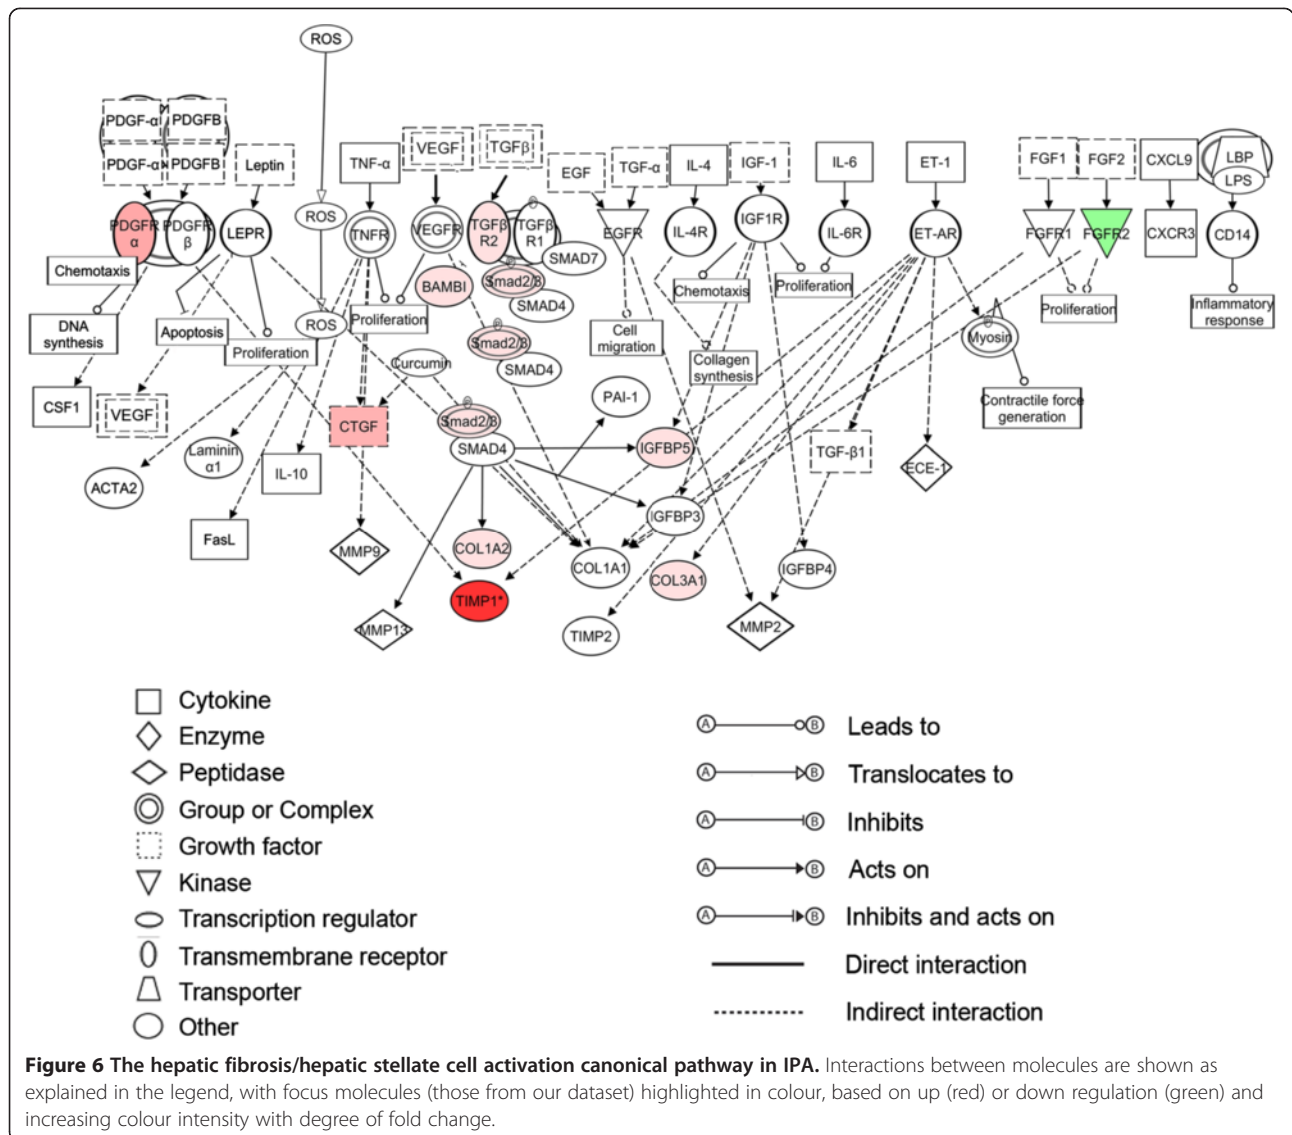 ROS
PDGF-α
PDGFB
PDGF-α
PDGFB
Leptin
TNF-α
VEGF
TGFβ
EGF
TGF-α
IL-4
IGF-1
IL-6
ET-1
FGF1
FGF2
CXCL9
LBP
LPS
PDGFR
α
PDGFR
β
LEPR
ROS
TNFR
VEGFR
TGFβ
R2
TGFβ
R1
SMAD7
EGFR
IL-4R
IGF1R
IL-6R
ET-AR
FGFR1
FGFR2
CXCR3
CD14
Chemotaxis
BAMBI
Smad2/3
SMAD4
Chemotaxis
Proliferation
Proliferation
Inflammatory
response
DNA
synthesis
Apoptosis
Proliferation
ROS
Proliferation
Smad2/3
SMAD4
Cell
migration
Collagen
synthesis
Myosin
Curcumin
CSF1
VEGF
CTGF
Smad2/3
SMAD4
PAI-1
Contractile force
generation
Laminin
α1
IL-10
IGFBP5
TGF-β1
ECE-1
ACTA2
FasL
MMP9
COL1A2
IGFBP3
COL1A1
COL3A1
IGFBP4
TIMP1*
MMP13
TIMP2
MMP2
Cytokine
Enzyme
Peptidase
Group or Complex
Growth factor
Kinase
Transcription regulator
Transmembrane receptor
Transporter
Other
A B Leads to
A B Translocates to
A B Inhibits
A B Acts on
A B Inhibits and acts on
Direct interaction
Indirect interaction
Figure 6 The hepatic fibrosis/hepatic stellate cell activation canonical pathway in IPA. Interactions between molecules are shown as
explained in the legend, with focus molecules (those from our dataset) highlighted in colour, based on up (red) or down regulation (green) and
increasing colour intensity with degree of fold change.